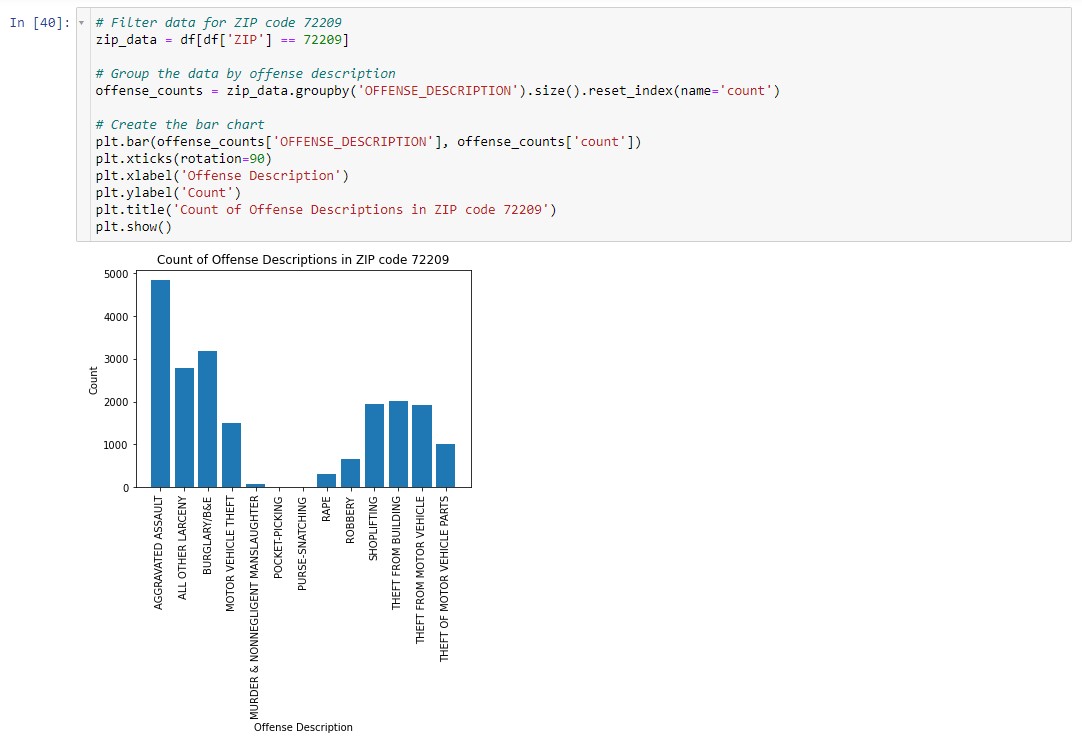 In [40]:
# Filter data for ZIP code 72209
zip_data = df[df['ZIP'] == 72209]
# Group the data by offense description
offense_counts = zip_data.groupby('OFFENSE_DESCRIPTION').size().reset_index(name='count')
# Create the bar chart
plt.bar(offense_counts['OFFENSE_DESCRIPTION'], offense_counts['count'])
plt.xticks(rotation=90)
plt.xlabel('Offense Description')
plt.ylabel('Count')
plt.title('Count of Offense Descriptions in ZIP code 72209')
plt.show()
Count of Offense Descriptions in ZIP code 72209
5000
4000
3000
2000
1000
0
Count
AGGRAVATED ASSAULT
ALL OTHER LARCENY
BURGLARY/B&E
MOTOR VEHICLE THEFT
MURDER & NONNEGLIGENT MANSLAUGHTER
POCKET-PICKING
PURSE-SNATCHING
RAPE
ROBBERY
SHOPLIFTING
THEFT FROM BUILDING
THEFT FROM MOTOR VEHICLE
THEFT OF MOTOR VEHICLE PARTS
Offense Description